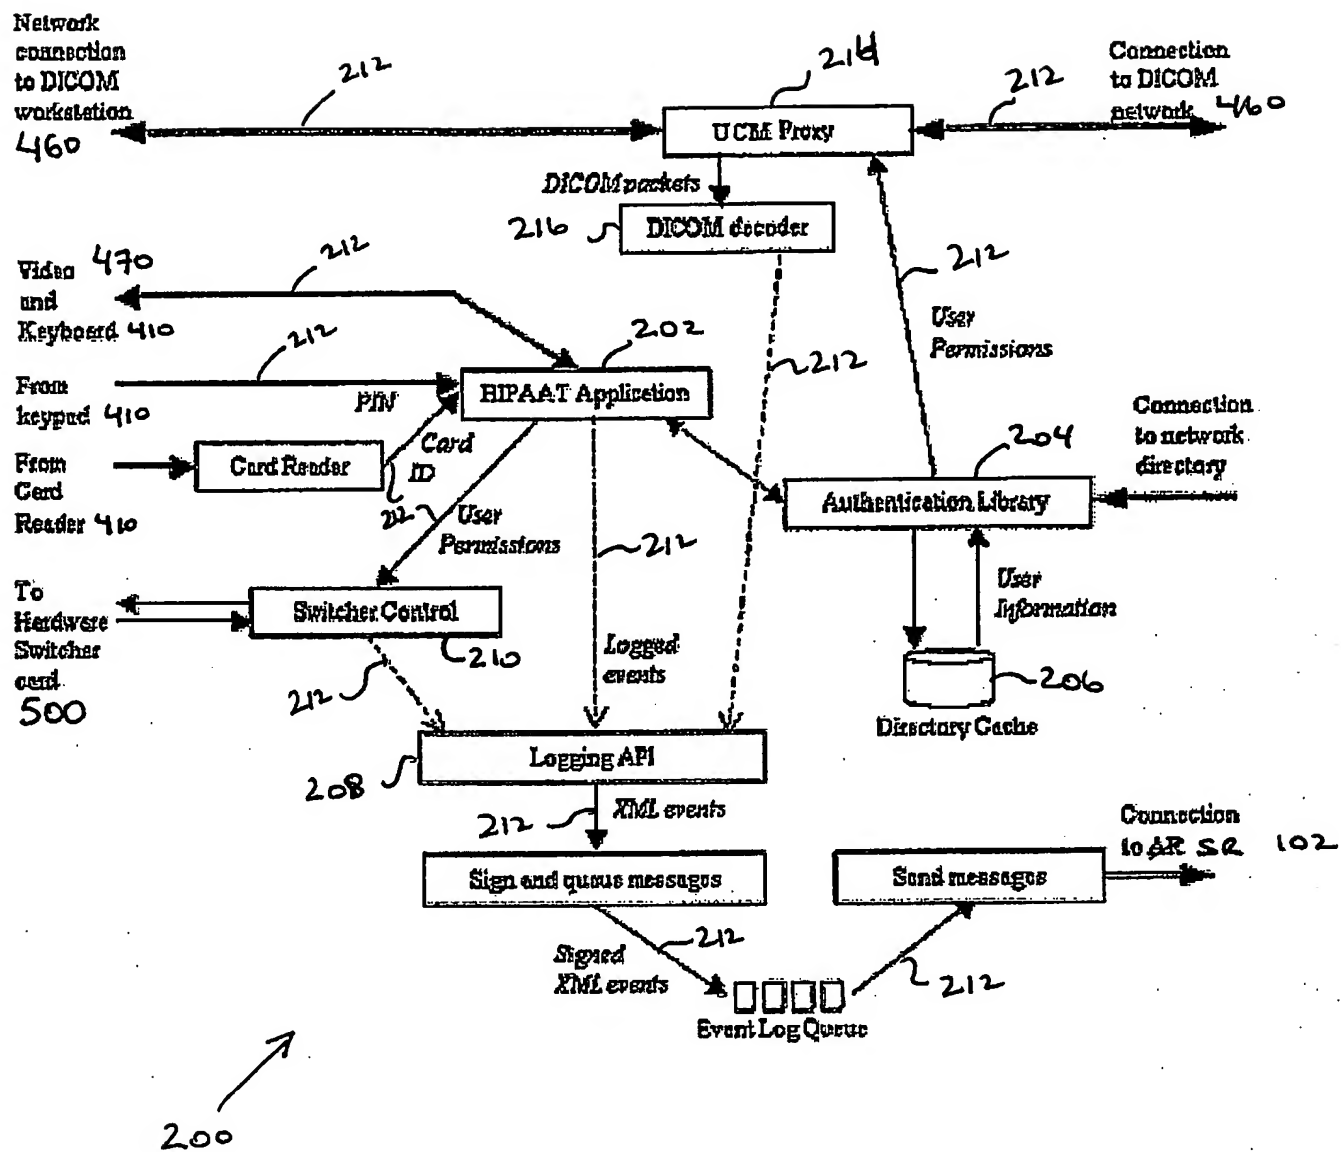 Network
connection
to DICOM
workstation
460
212
214
UCM Proxy
212
Connection
to DICOM
network 460
DICOM packets
216
DICOM decoder
212
User
Permissions
Video 470
and
Keyboard 410
212
202
HIPAAT Application
212
From
keypad 410
212
PIN
Card
ID
From
Card
Reader 410
Card Reader
212
User
Permissions
212
Connection
to network
directory
204
Authentication Library
User
Information
206
Directory Cache
To
Hardware
Switcher
card
500
Switcher Control
210
212
Logged
events
Logging API
208
212
XML events
Sign and queue messages
Send messages
Connection
to AR SR 102
Signed
XML events
212
212
Event Log Queue
200